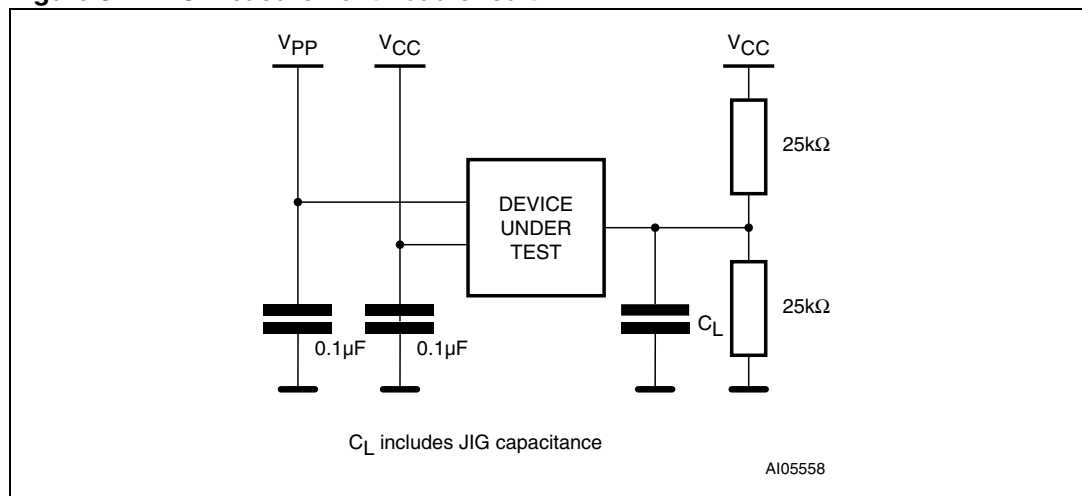 VPP
VCC
VCC
25kΩ
DEVICE
UNDER
TEST
25kΩ
CL
0.1µF
0.1µF
CL includes JIG capacitance
AI05558